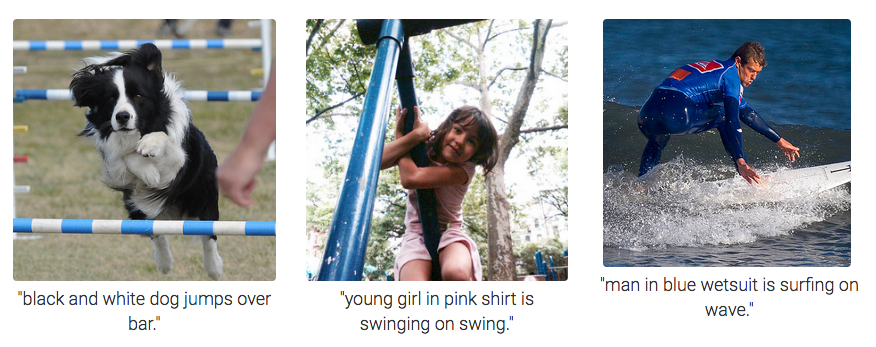 "black and white dog jumps over
bar."
"young girl in pink shirt is
swinging on swing."
"man in blue wetsuit is surfing on
wave."